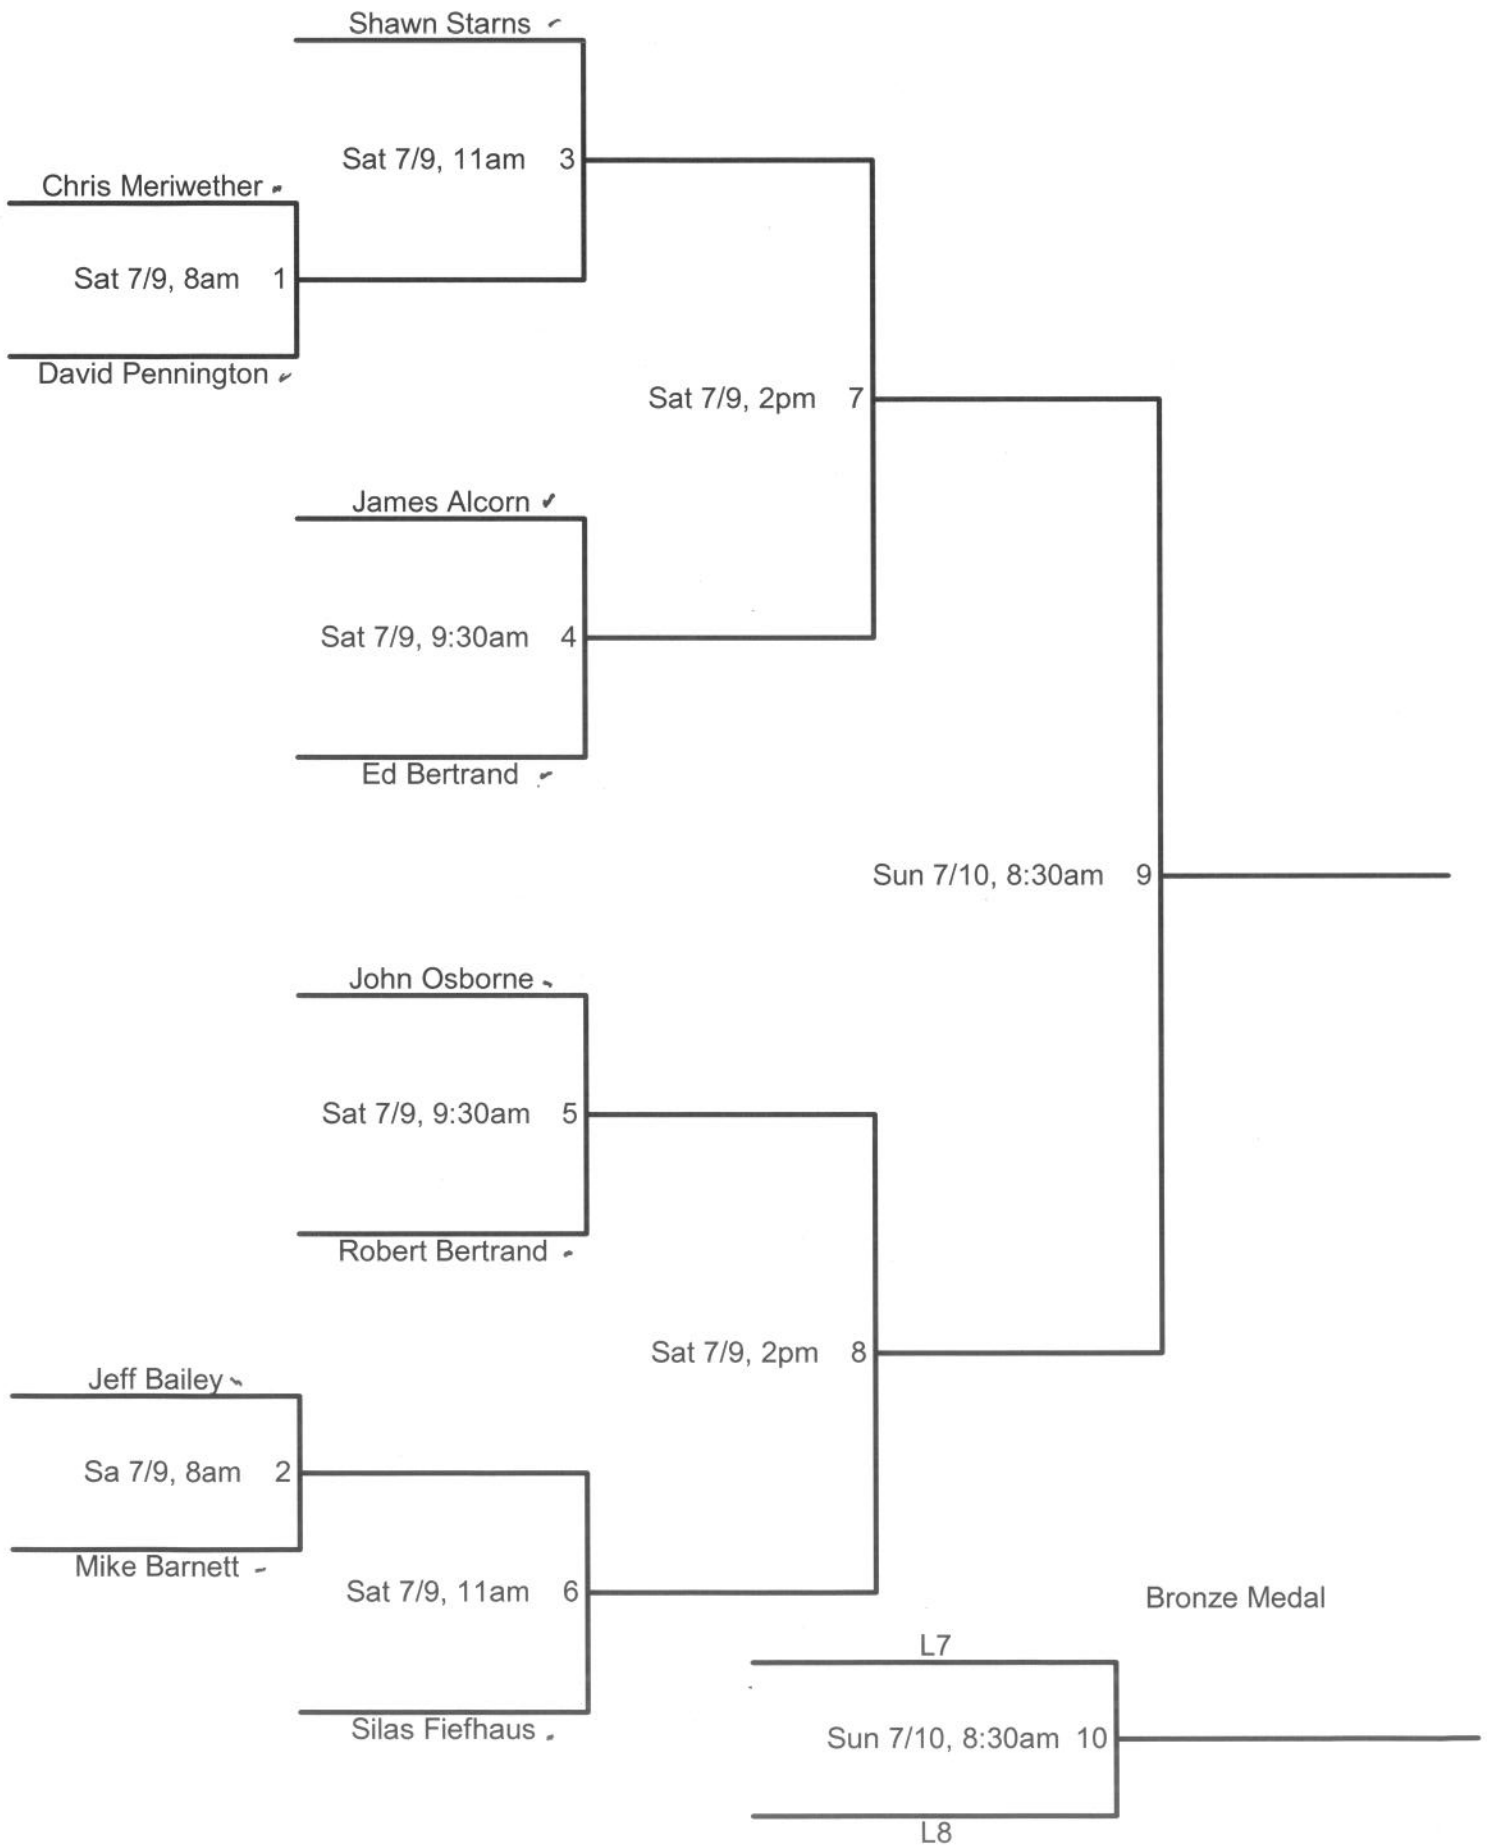 Shawn Starns
Sat 7/9, 11am 3
Chris Meriwether
Sat 7/9, 8am 1
David Pennington
Sat 7/9, 2pm 7
James Alcorn
Sat 7/9, 9:30am 4
Ed Bertrand
Sun 7/10, 8:30am 9
John Osborne
Sat 7/9, 9:30am 5
Robert Bertrand
Sat 7/9, 2pm 8
Jeff Bailey
Sa 7/9, 8am 2
Mike Barnett
Sat 7/9, 11am 6
Silas Fiefhaus
Bronze Medal
L7
Sun 7/10, 8:30am 10
L8